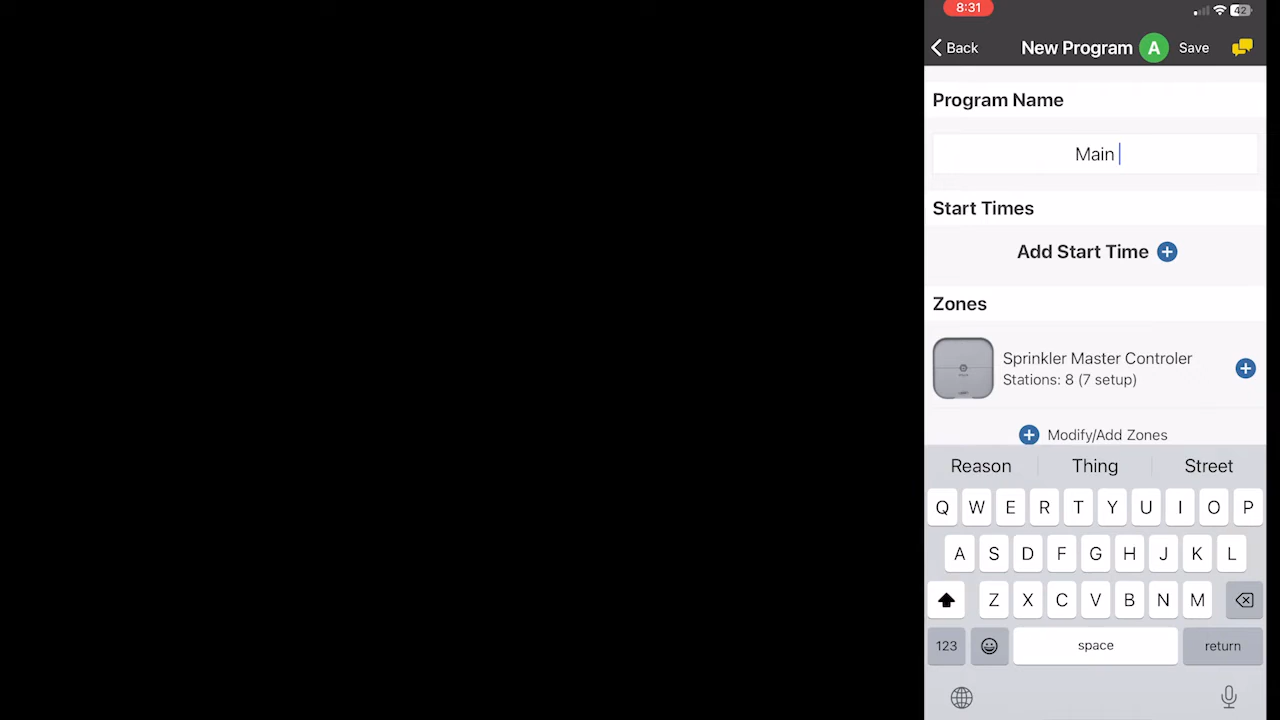 8:31
42
Back
New Program
A
Save
Program Name
Main
Start Times
Add Start Time
Zones
Sprinkler Master Controler
Stations: 8 (7 setup)
Modify/Add Zones
Reason Thing Street
Q W E R T Y U I O P
A S D F G H J K L
Z X C V B N M
123 space return